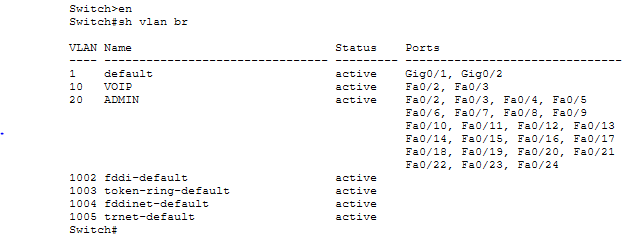 Switch>en
Switch#sh vlan br
VLAN Name Status Ports
---- -------------------------------- --------- -------------------------------
1 default active Gig0/1, Gig0/2
10 VOIP active Fa0/2, Fa0/3
20 ADMIN active Fa0/2, Fa0/3, Fa0/4, Fa0/5
Fa0/6, Fa0/7, Fa0/8, Fa0/9
Fa0/10, Fa0/11, Fa0/12, Fa0/13
Fa0/14, Fa0/15, Fa0/16, Fa0/17
Fa0/18, Fa0/19, Fa0/20, Fa0/21
Fa0/22, Fa0/23, Fa0/24
1002 fddi-default active
1003 token-ring-default active
1004 fddinet-default active
1005 trnet-default active
Switch#